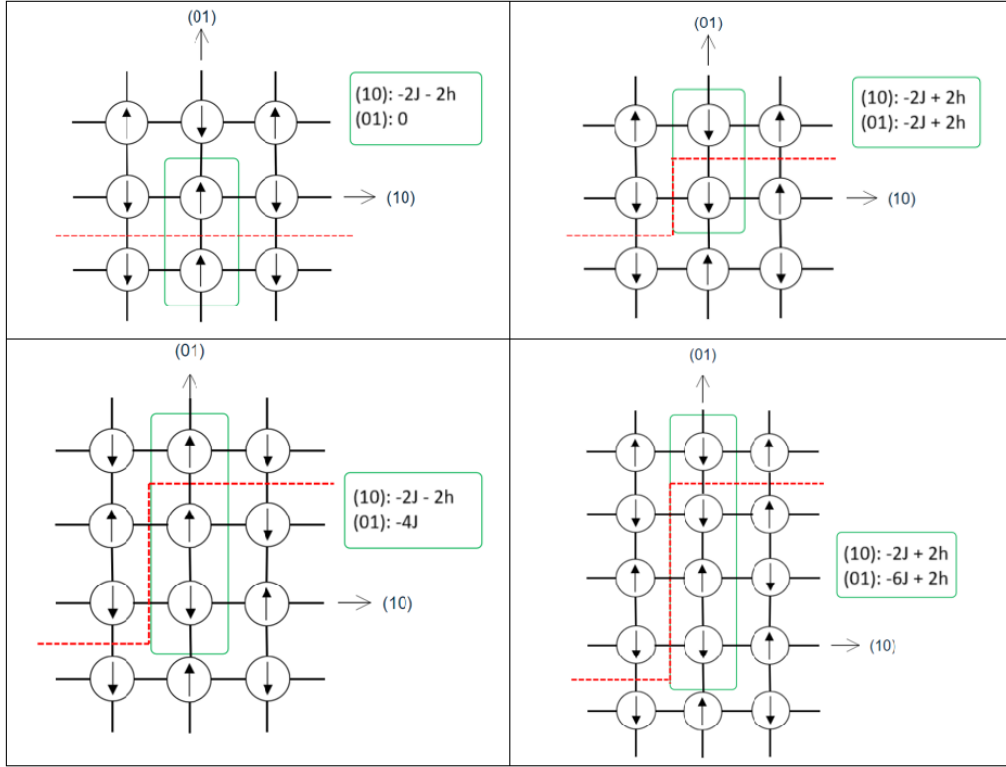 (01)
(10): -2J - 2h
(01): 0
(10)
(01)
(10): -2J + 2h
(01): -2J + 2h
(10)
(01)
(10): -2J - 2h
(01): -4J
(10)
(01)
(10): -2J + 2h
(01): -6J + 2h
(10)